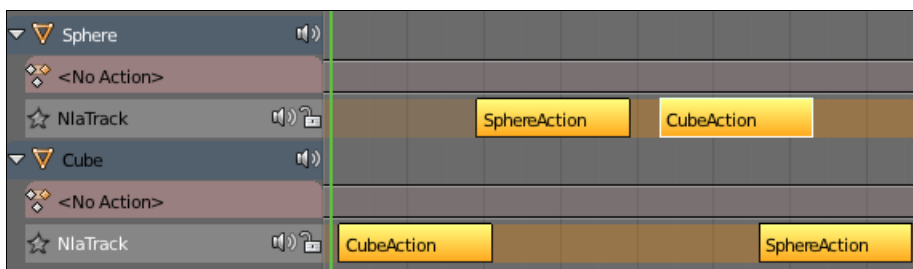 Sphere
<No Action>
NlaTrack SphereAction CubeAction
Cube
<No Action>
NlaTrack CubeAction SphereAction